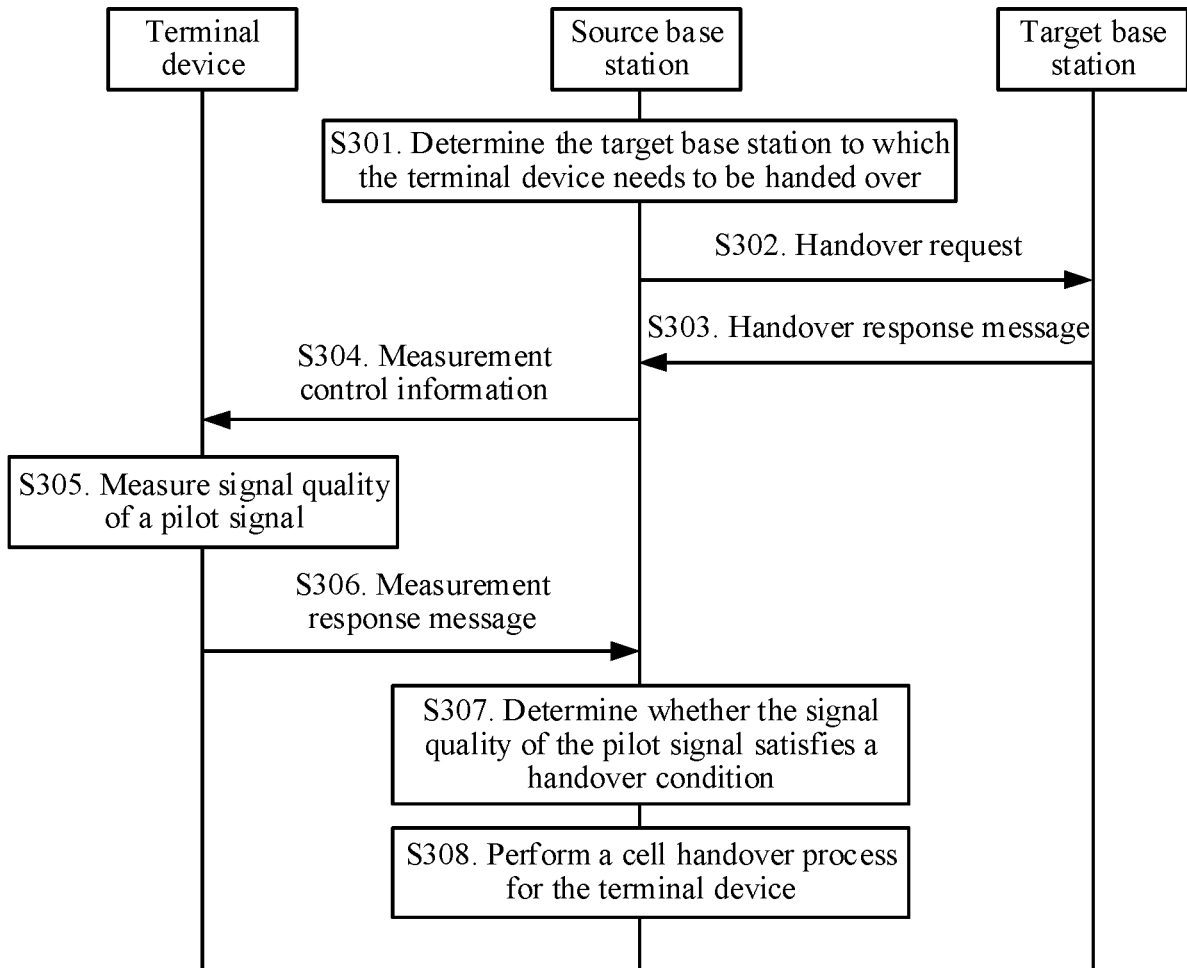 Terminal
device
Source base
station
Target base
station
S301. Determine the target base station to which
the terminal device needs to be handed over
S302. Handover request
S303. Handover response message
S304. Measurement
control information
S305. Measure signal quality
of a pilot signal
S306. Measurement
response message
S307. Determine whether the signal
quality of the pilot signal satisfies a
handover condition
S308. Perform a cell handover process
for the terminal device